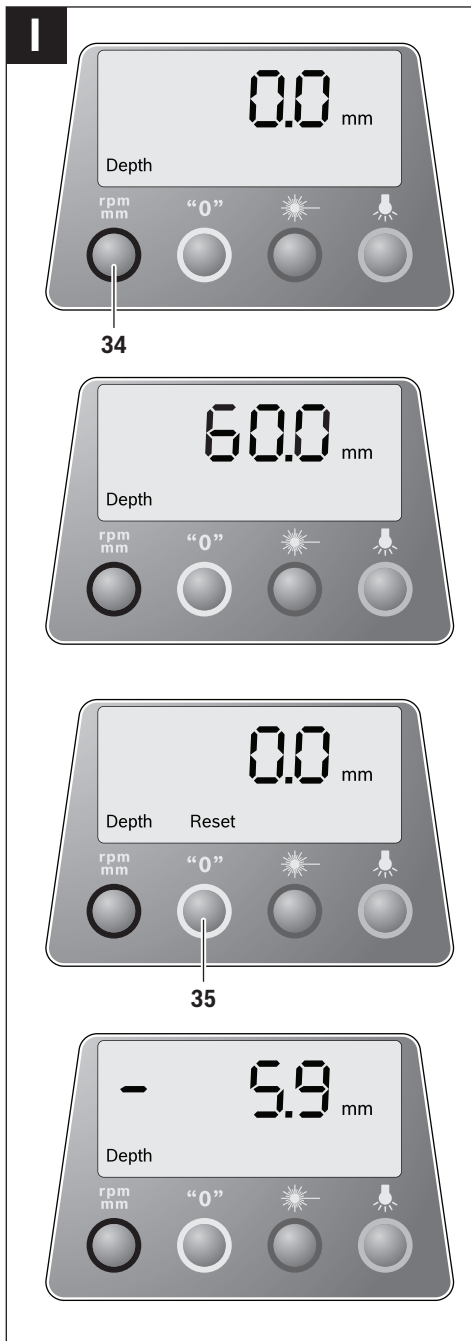 I
0.0 mm
Depth
rpm “0”
mm
34
60.0 mm
Depth
rpm “0”
mm
0.0 mm
Depth Reset
rpm “0”
mm
35
- 5.9 mm
Depth
rpm “0”
mm